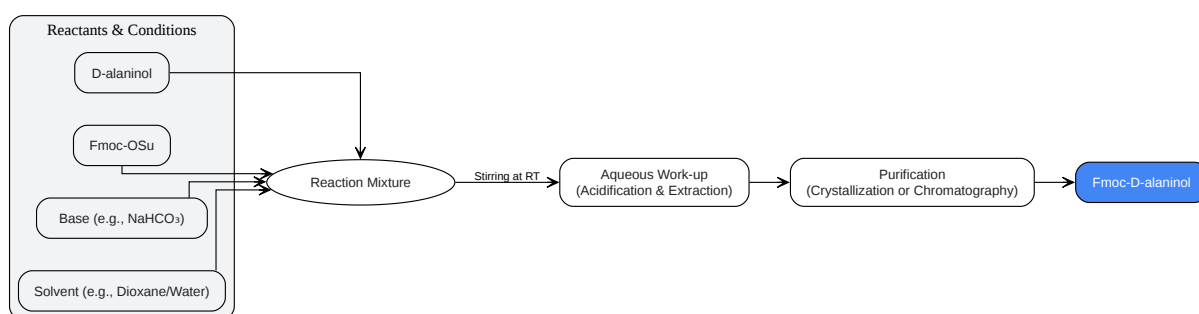 Reactants & Conditions
D-alaninol
Fmoc-OSu
Base (e.g., NaHCO₃)
Solvent (e.g., Dioxane/Water)
Reaction Mixture
Stirring at RT
Aqueous Work-up
(Acidification & Extraction)
Purification
(Crystallization or Chromatography)
Fmoc-D-alaninol